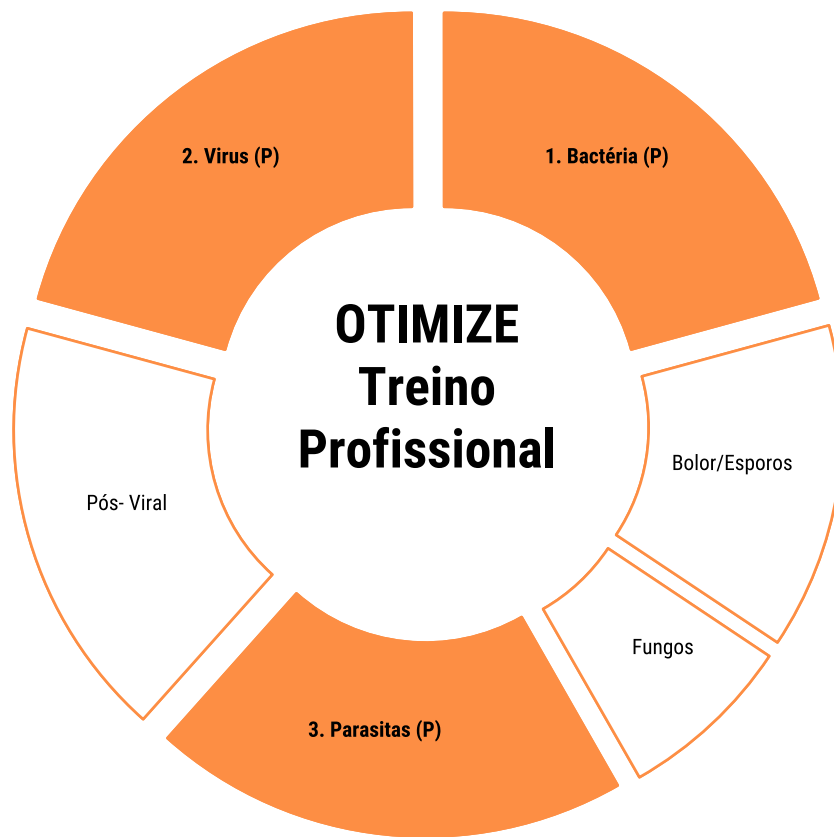 2. Virus (P)
1. Bactéria (P)
OTIMIZE
Treino
Profissional
Bolor/Esporos
Pós- Viral
Fungos
3. Parasitas (P)